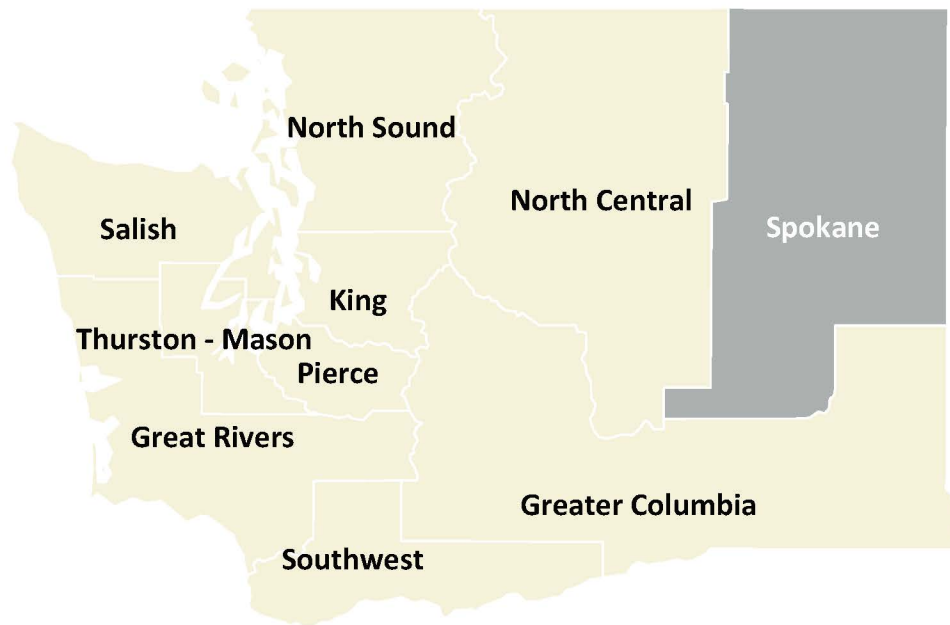 North Sound
North Central
Salish
Spokane
King
Thurston - Mason
Pierce
Great Rivers
Greater Columbia
Southwest